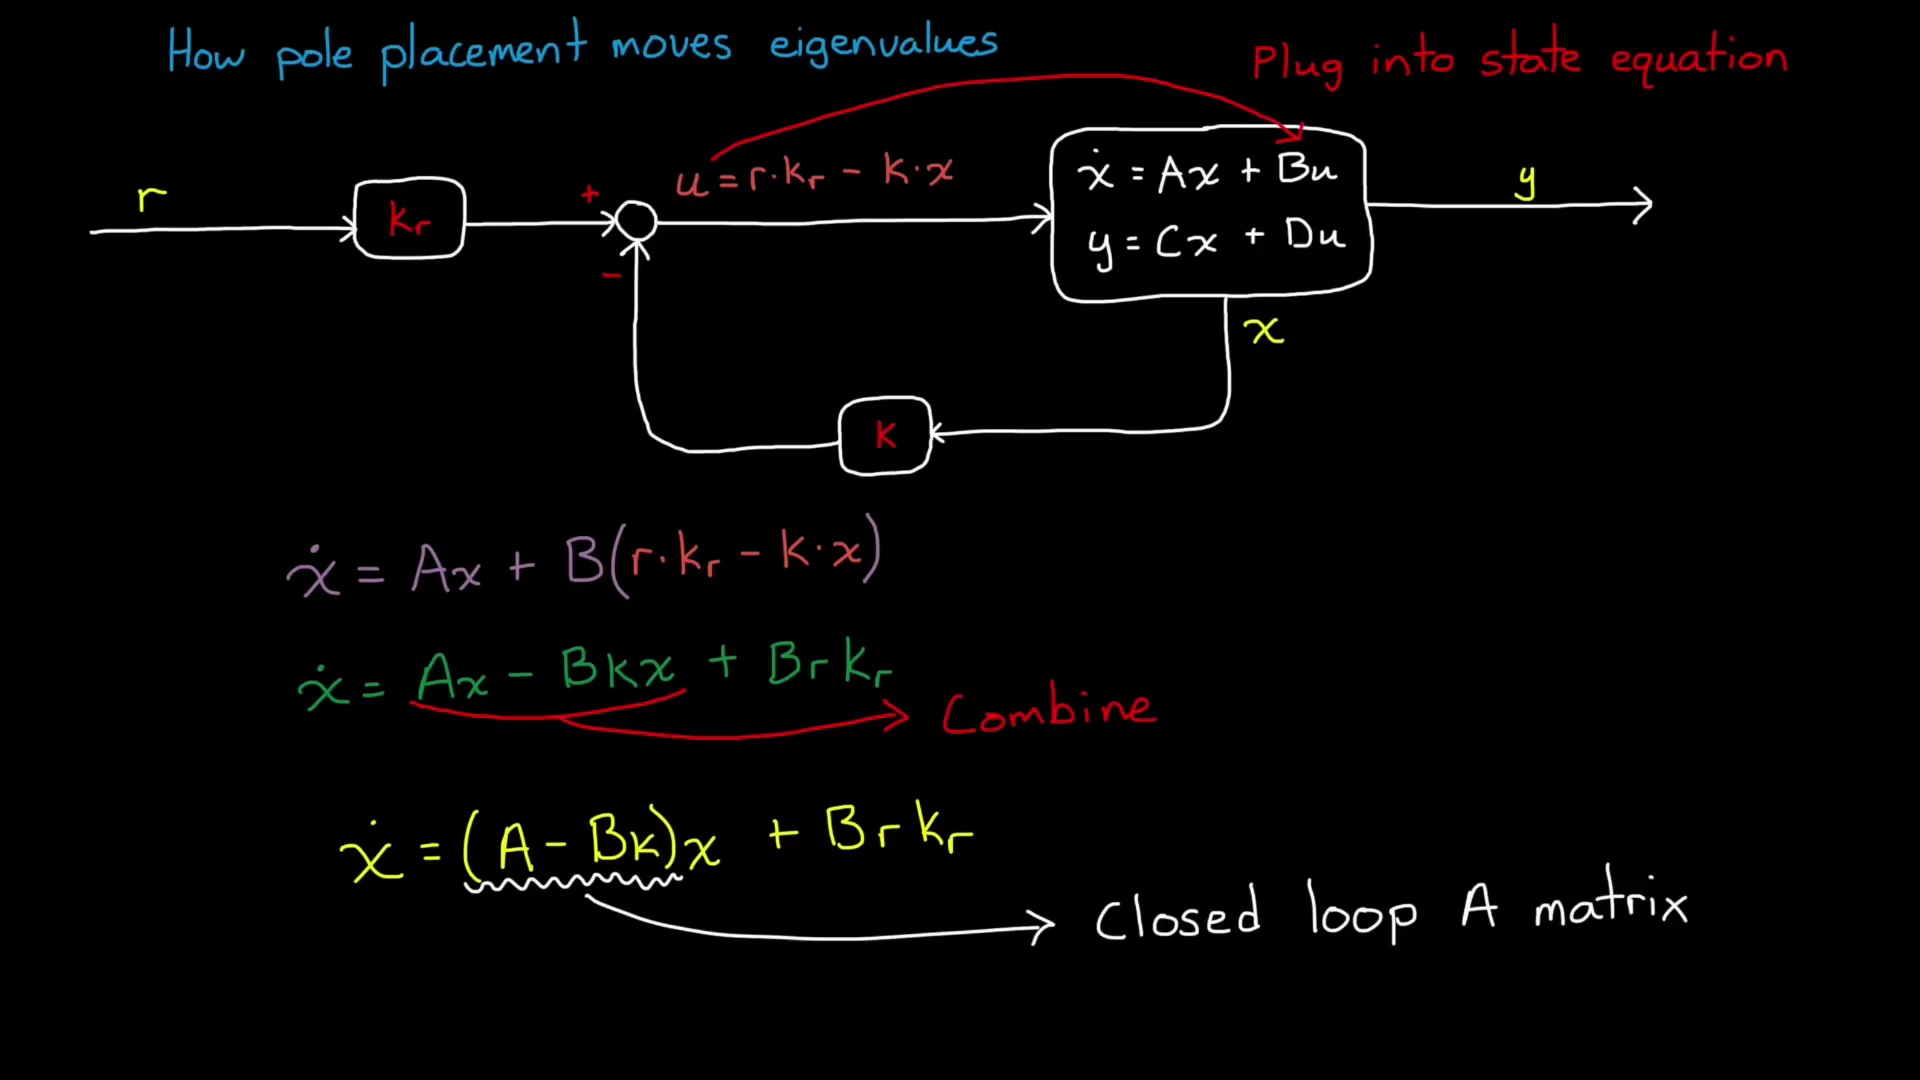 How pole placement moves eigenvalues
Plug into state equation
r
kᵣ
+
-
u = r·kᵣ - k·x
ẋ = Ax + Bu
y = Cx + Du
y
x
K
ẋ = Ax + B(r·kᵣ - k·x)
ẋ = Ax - Bkx + Brkᵣ
Combine
ẋ = (A - Bk)x + Brkᵣ
Closed loop A matrix